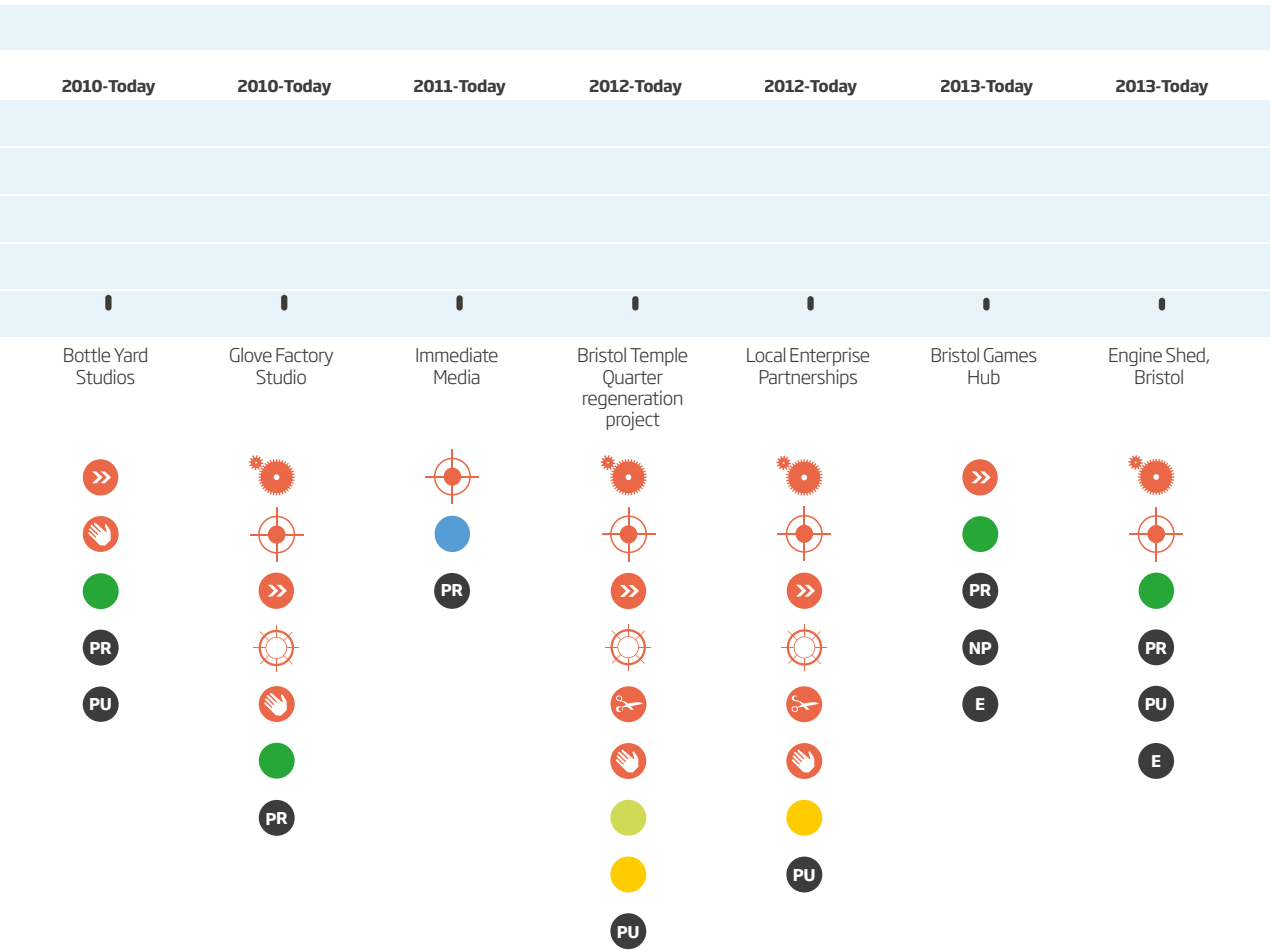 2010-Today 2010-Today 2011-Today 2012-Today 2012-Today 2013-Today 2013-Today
Bottle Yard
Studios
Glove Factory
Studio
Immediate
Media
Bristol Temple
Quarter
regeneration
project
Local Enterprise
Partnerships
Bristol Games
Hub
Engine Shed,
Bristol
PR
PU
PR
PR
PU
PU
PR
NP
E
PR
PU
E